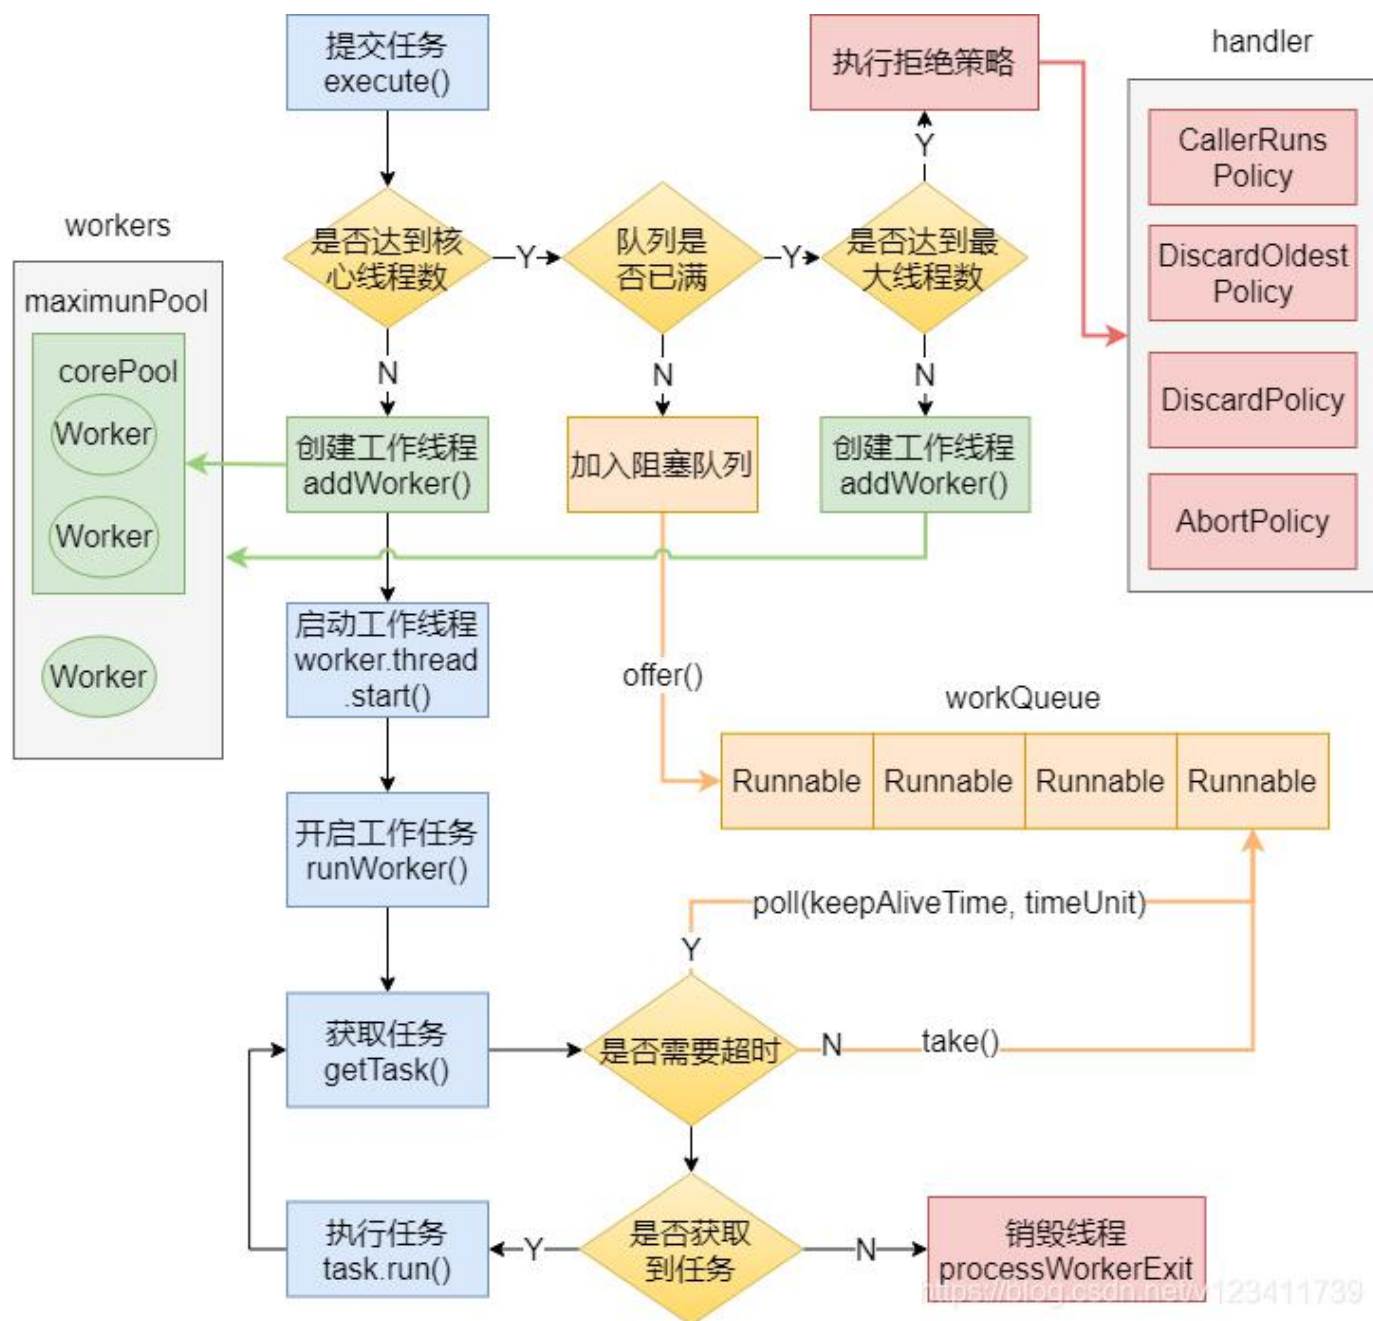 提交任务
execute()
执行拒绝策略
handler
CallerRuns
Policy
DiscardOldest
Policy
DiscardPolicy
AbortPolicy
Y
是否达到核
心线程数
Y
队列是
否已满
Y
是否达到最
大线程数
workers
maximunPool
corePool
Worker
Worker
Worker
N
N
N
创建工作线程
addWorker()
加入阻塞队列
创建工作线程
addWorker()
启动工作线程
worker.thread
.start()
offer()
workQueue
Runnable
Runnable
Runnable
Runnable
开启工作任务
runWorker()
poll(keepAliveTime, timeUnit)
Y
获取任务
getTask()
是否需要超时
N
take()
执行任务
task.run()
Y
是否获取
到任务
N
销毁线程
processWorkerExit
https://blog.csdn.net/v123411739